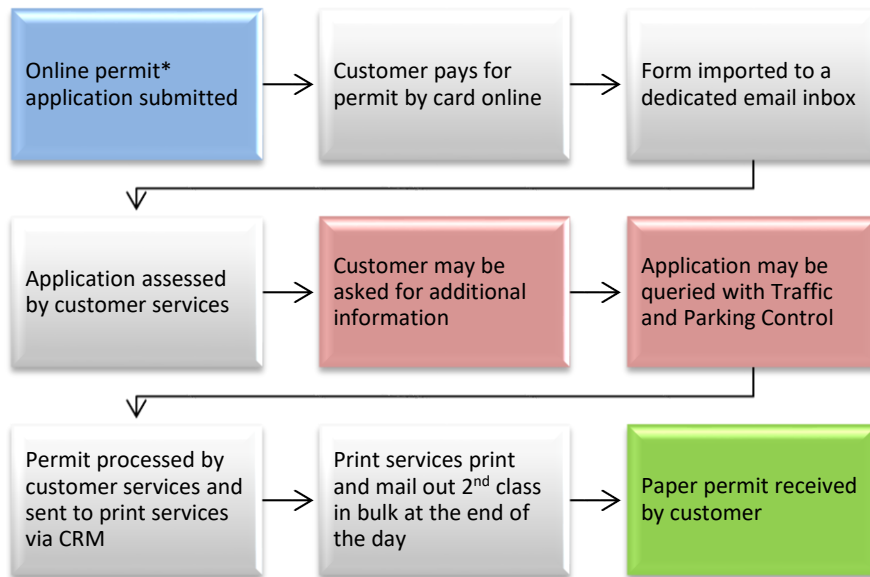 Online permit*
application submitted
Customer pays for
permit by card online
Form imported to a
dedicated email inbox
Application assessed
by customer services
Customer may be
asked for additional
information
Application may be
queried with Traffic
and Parking Control
Permit processed by
customer services and
sent to print services
via CRM
Print services print
and mail out 2nd class
in bulk at the end of
the day
Paper permit received
by customer